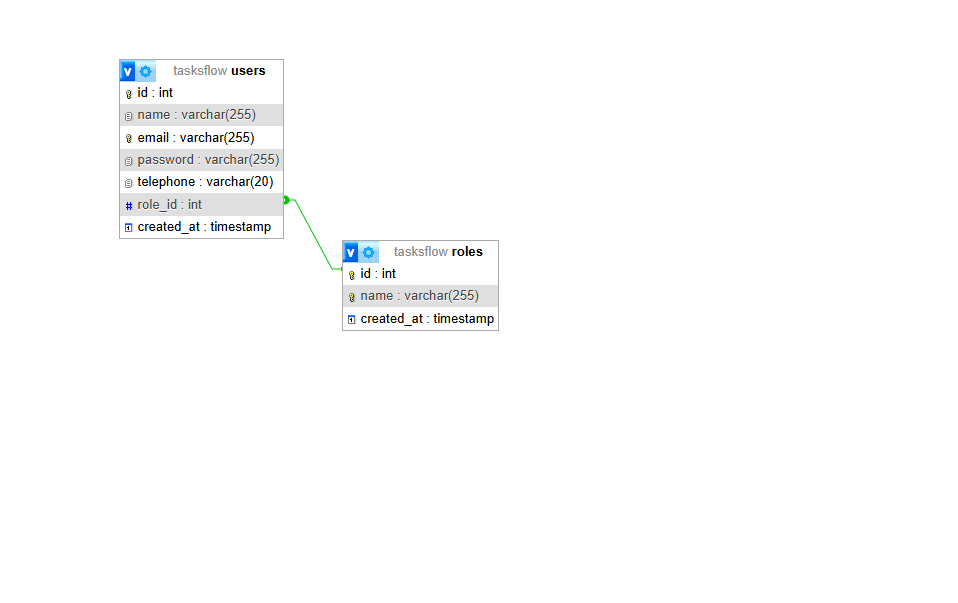 v tasksflow users
id : int
name : varchar(255)
email : varchar(255)
password : varchar(255)
telephone : varchar(20)
# role_id : int
created_at : timestamp
v tasksflow roles
id : int
name : varchar(255)
created_at : timestamp